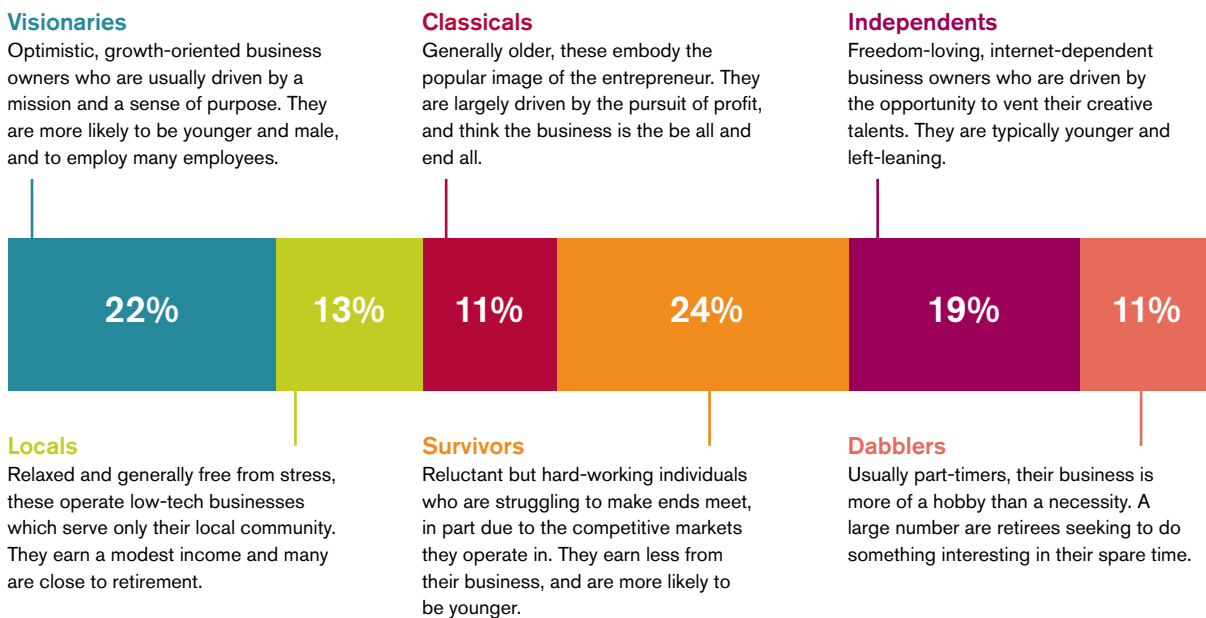 Visionaries
Optimistic, growth-oriented business
owners who are usually driven by a
mission and a sense of purpose. They
are more likely to be younger and male,
and to employ many employees.
Classicals
Generally older, these embody the
popular image of the entrepreneur. They
are largely driven by the pursuit of profit,
and think the business is the be all and
end all.
Independents
Freedom-loving, internet-dependent
business owners who are driven by
the opportunity to vent their creative
talents. They are typically younger and
left-leaning.
22%
13%
11%
24%
19%
11%
Locals
Relaxed and generally free from stress,
these operate low-tech businesses
which serve only their local community.
They earn a modest income and many
are close to retirement.
Survivors
Reluctant but hard-working individuals
who are struggling to make ends meet,
in part due to the competitive markets
they operate in. They earn less from
their business, and are more likely to
be younger.
Dabblers
Usually part-timers, their business is
more of a hobby than a necessity. A
large number are retirees seeking to do
something interesting in their spare time.